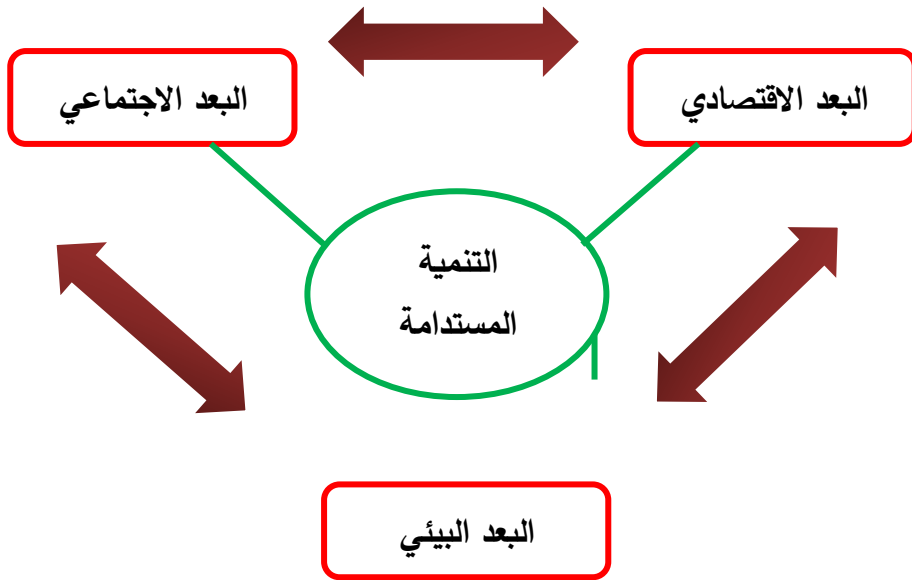 البعد الاقتصادي
البعد الاجتماعي
التنمية
المستدامة
البعد البيئي